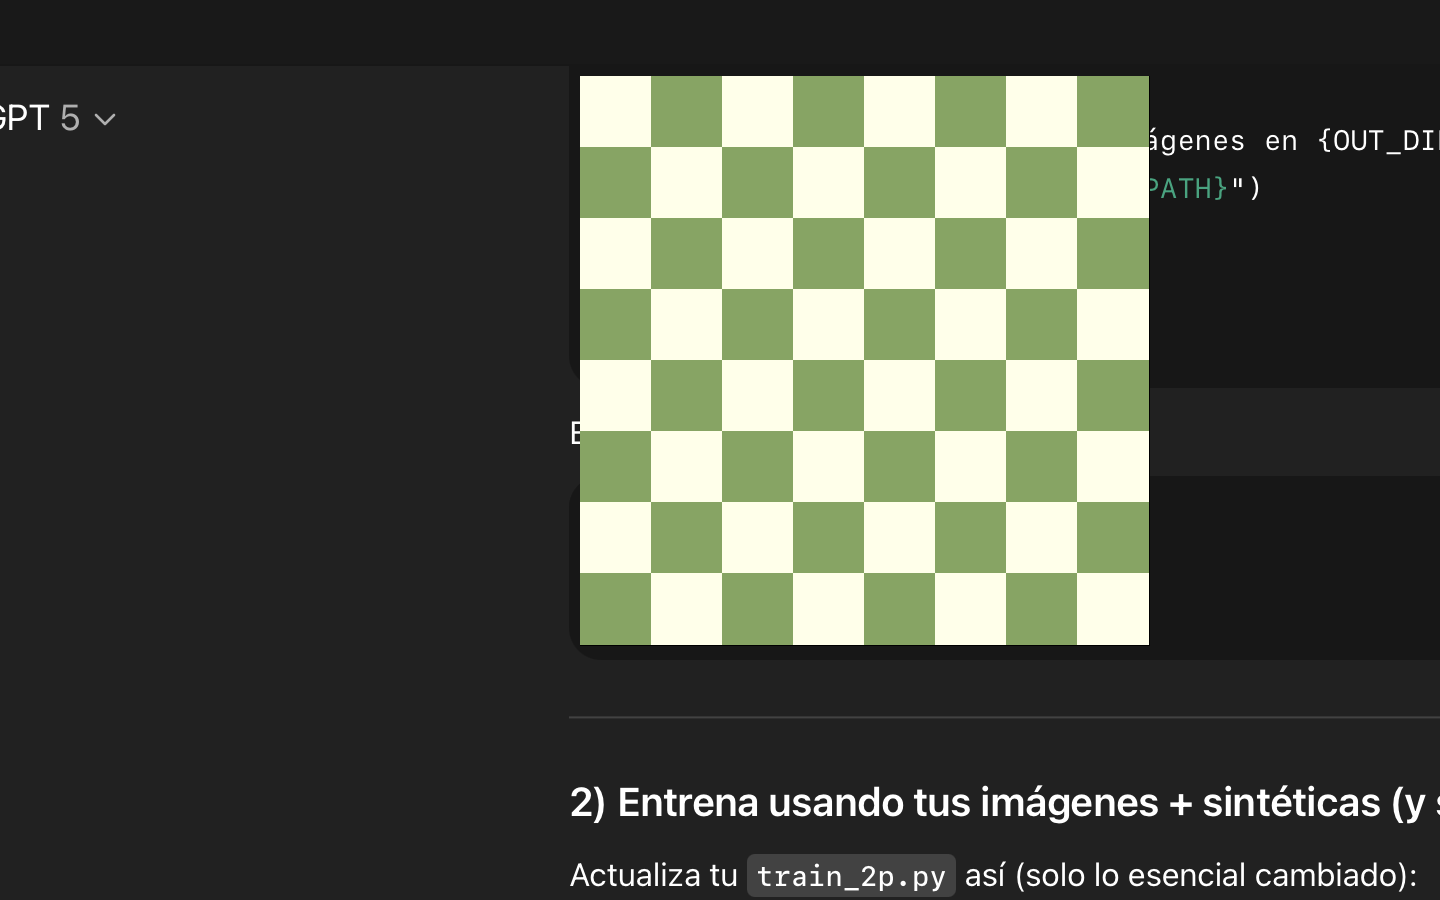 GPT 5
ágenes en {OUT_DI
PATH}")
E
2) Entrena usando tus imágenes + sintéticas (y s
Actualiza tu train_2p.py así (solo lo esencial cambiado):